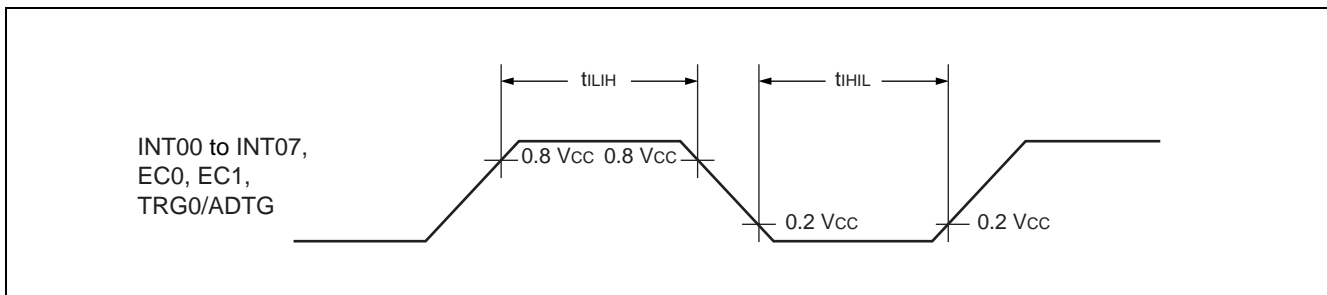 tILIH
tIHIL
INT00 to INT07,
EC0, EC1,
TRG0/ADTG
0.8 VCC 0.8 VCC
0.2 VCC
0.2 VCC